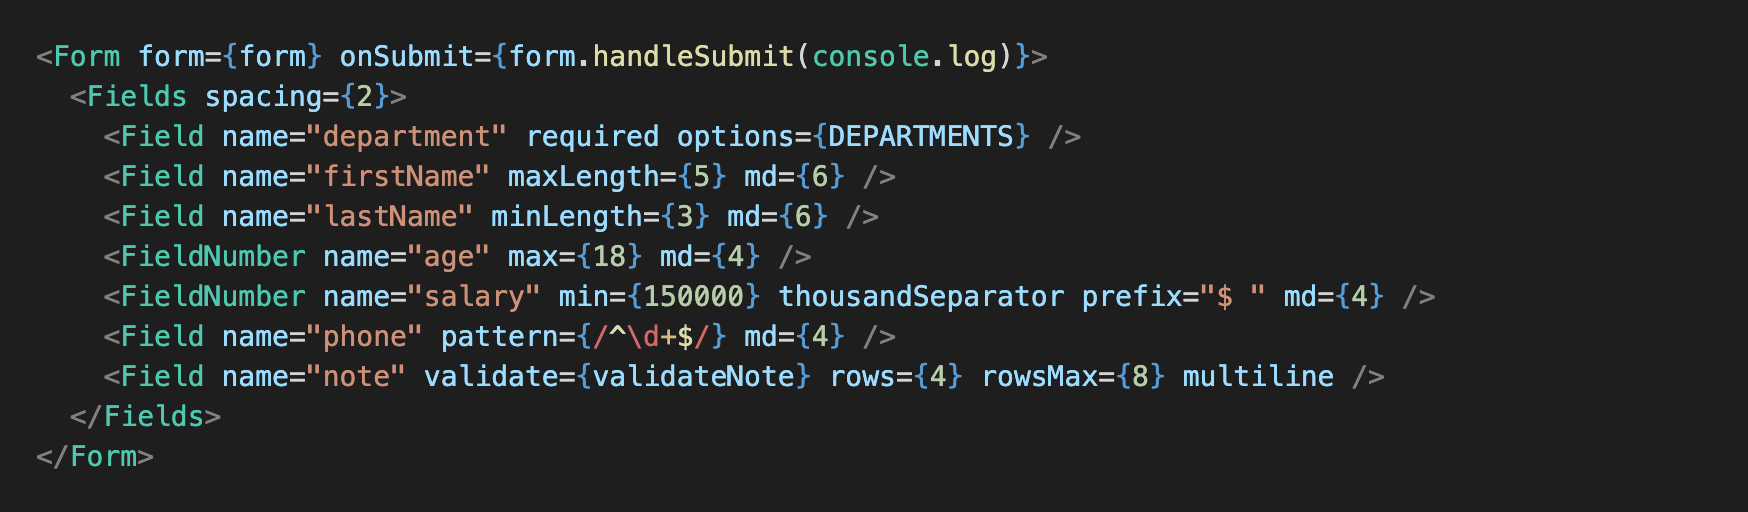 <Form form={form} onSubmit={form.handleSubmit(console.log)}>
  <Fields spacing={2}>
    <Field name="department" required options={DEPARTMENTS} />
    <Field name="firstName" maxLength={5} md={6} />
    <Field name="lastName" minLength={3} md={6} />
    <FieldNumber name="age" max={18} md={4} />
    <FieldNumber name="salary" min={150000} thousandSeparator prefix="$ " md={4} />
    <Field name="phone" pattern={/^\d+$/} md={4} />
    <Field name="note" validate={validateNote} rows={4} rowsMax={8} multiline />
  </Fields>
</Form>